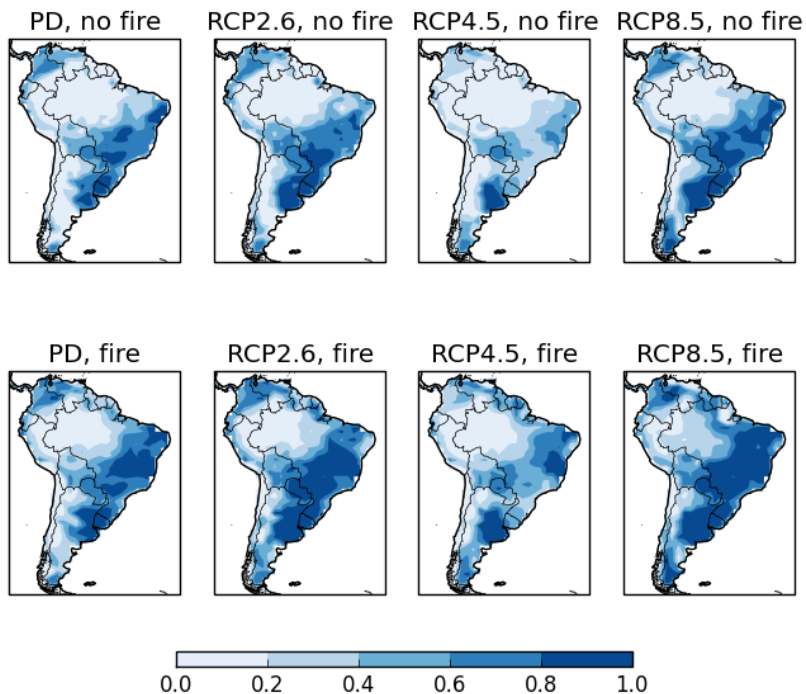 PD, no fire RCP2.6, no fire RCP4.5, no fire RCP8.5, no fire
PD, fire RCP2.6, fire RCP4.5, fire RCP8.5, fire
0.0 0.2 0.4 0.6 0.8 1.0